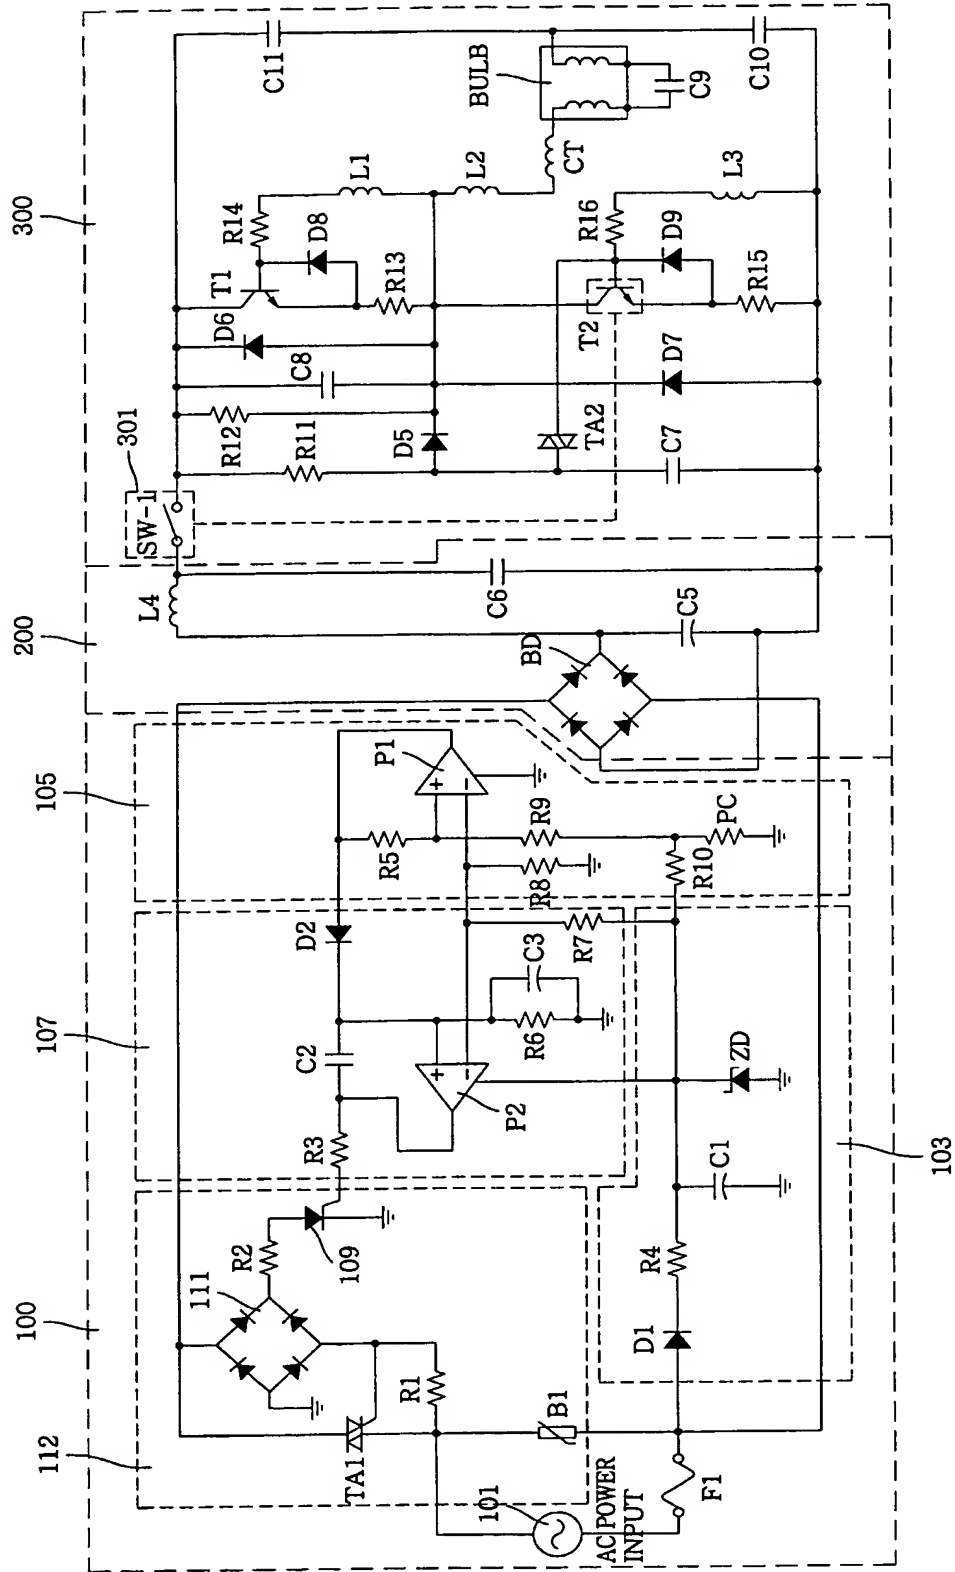 300
C11
C10
BULB
C9
CT
L1
L2
L3
R14
D8
T1
R13
R16
D9
T2
R15
D6
C8
D7
R12
R11
301
SW-1
D5
TA2
C7
200
L4
C6
BD
C5
105
P1
R5
R9
R8
PC
R10
107
D2
R7
C3
R6
C2
P2
R3
ZD
103
100
R2
111
109
C1
R4
D1
112
TA1
R1
B1
101
AC POWER
INPUT
F1
+
−
+
−